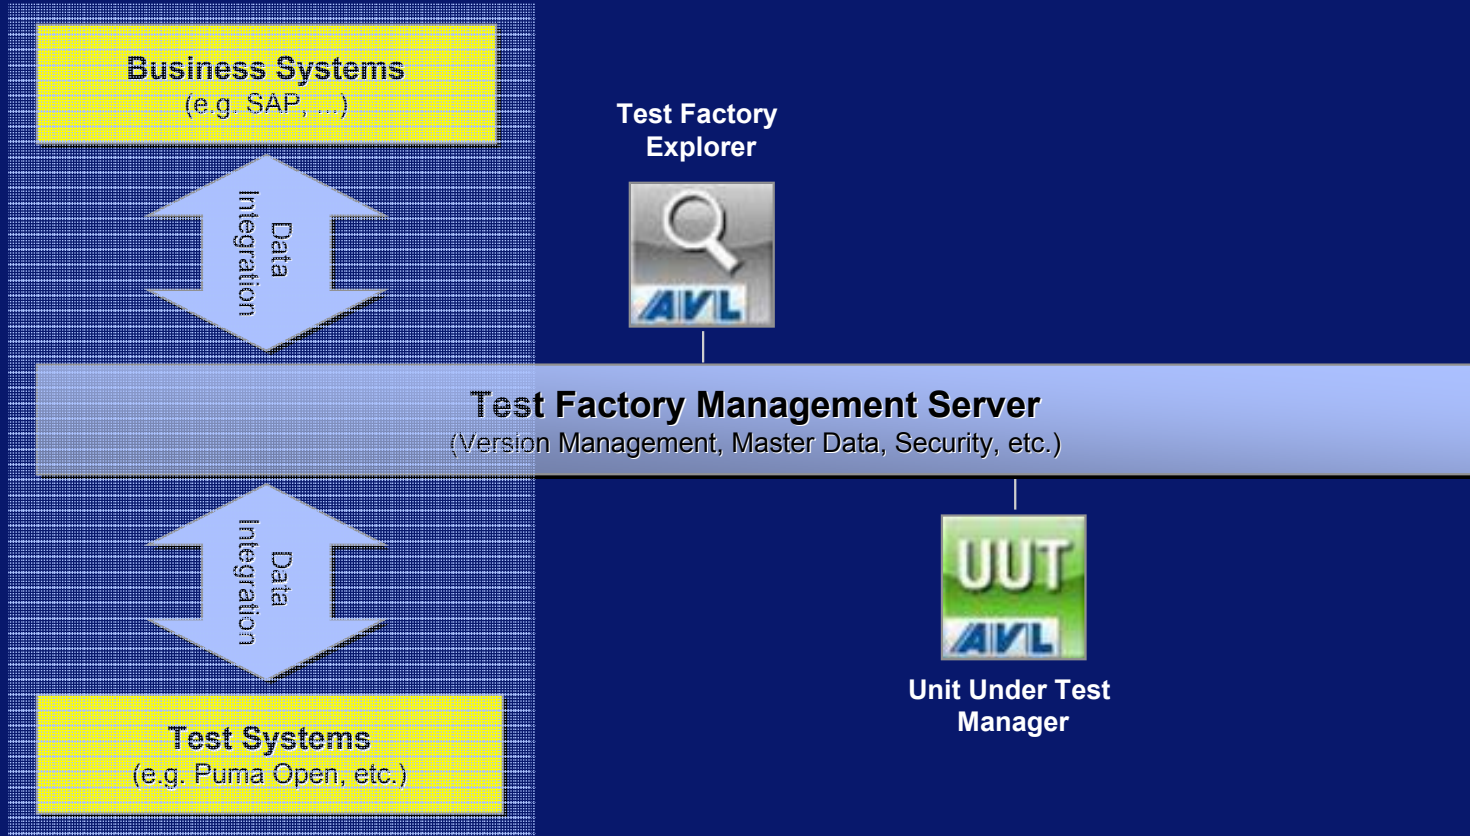 Business Systems
(e.g. SAP, ...)
Test Factory
Explorer
Data
Integration
AVL
Test Factory Management Server
(Version Management, Master Data, Security, etc.)
Data
Integration
UUT
AVL
Unit Under Test
Manager
Test Systems
(e.g. Puma Open, etc.)